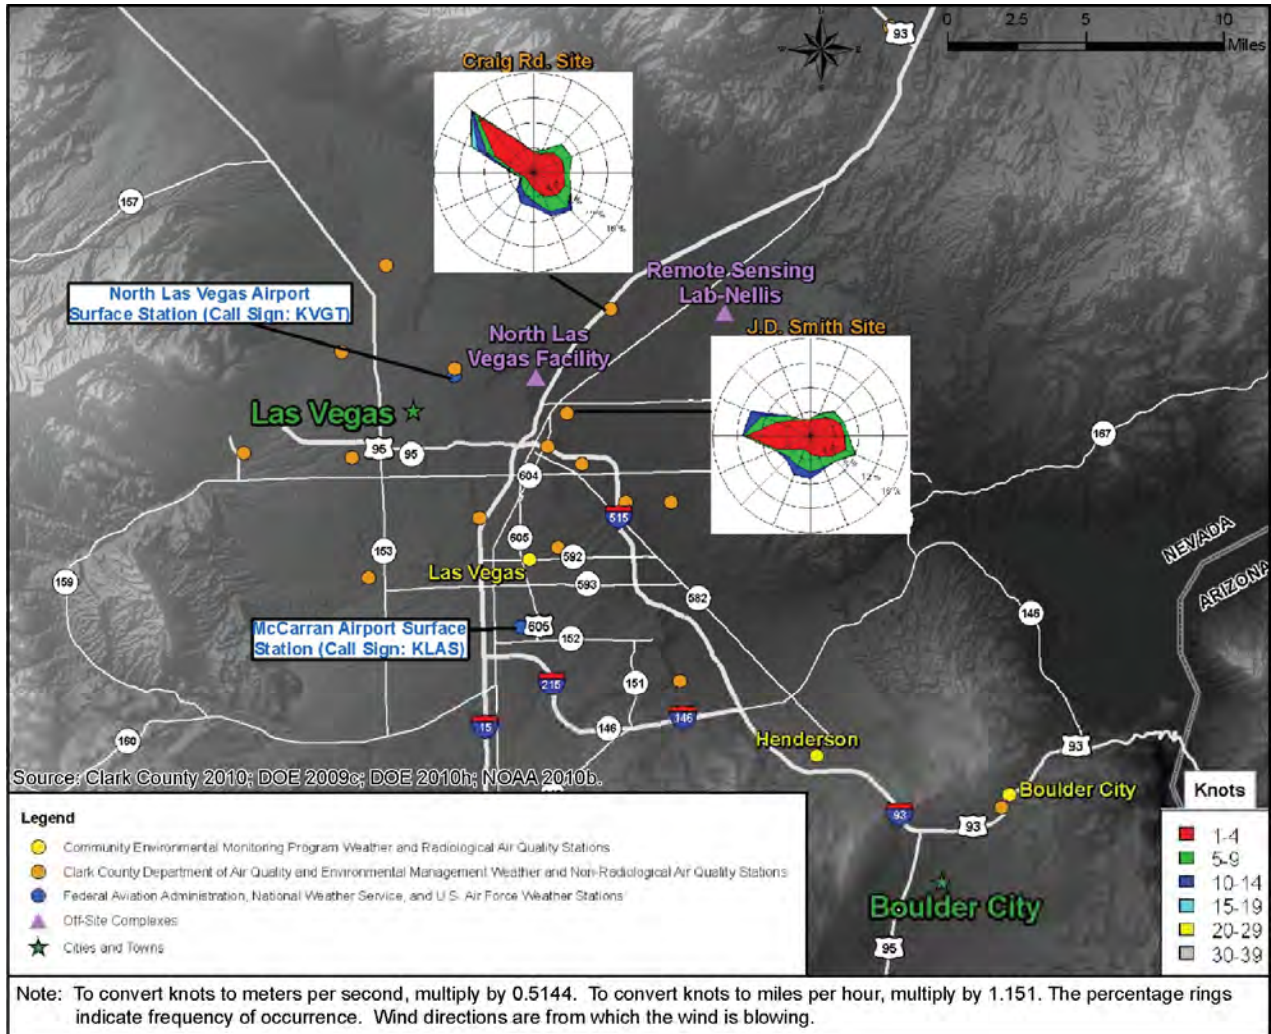 93
0 2.5 5 10
Miles
Craig Rd. Site
157
Remote Sensing
Lab-Nellis
North Las Vegas Airport
Surface Station (Call Sign: KVGT)
North Las
Vegas Facility
J.D. Smith Site
Las Vegas
95
95
167
604
515
NEVADA
ARIZONA
153
605
592
Las Vegas
593
159
582
146
McCarran Airport Surface
Station (Call Sign: KLAS)
605
152
215
151
15
146
146
160
Henderson
93
Source: Clark County 2010; DOE 2009c; DOE 2010h; NOAA 2010b.
Boulder City
93
93
Boulder City
95
Knots
1-4
5-9
10-14
15-19
20-29
30-39
Legend
Community Environmental Monitoring Program Weather and Radiological Air Quality Stations
Clark County Department of Air Quality and Environmental Management Weather and Non-Radiological Air Quality Stations
Federal Aviation Administration, National Weather Service, and U.S. Air Force Weather Stations
Off-Site Complexes
Cities and Towns
Note: To convert knots to meters per second, multiply by 0.5144. To convert knots to miles per hour, multiply by 1.151. The percentage rings
indicate frequency of occurrence. Wind directions are from which the wind is blowing.